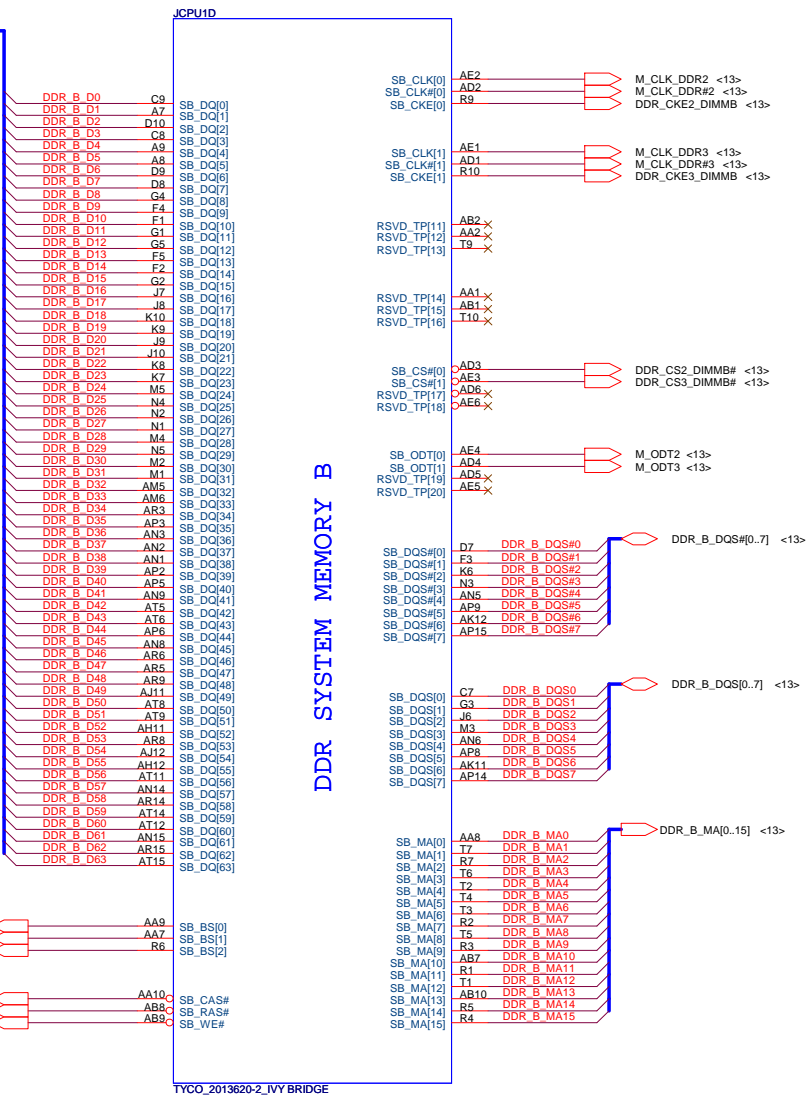 JCPU1D
DDR_B_D0 C9 SB_DQ[0]
DDR_B_D1 A7 SB_DQ[1]
DDR_B_D2 D10 SB_DQ[2]
DDR_B_D3 C8 SB_DQ[3]
DDR_B_D4 A9 SB_DQ[4]
DDR_B_D5 A8 SB_DQ[5]
DDR_B_D6 D9 SB_DQ[6]
DDR_B_D7 D8 SB_DQ[7]
DDR_B_D8 G4 SB_DQ[8]
DDR_B_D9 F4 SB_DQ[9]
DDR_B_D10 F1 SB_DQ[10]
DDR_B_D11 G1 SB_DQ[11]
DDR_B_D12 G5 SB_DQ[12]
DDR_B_D13 F5 SB_DQ[13]
DDR_B_D14 F2 SB_DQ[14]
DDR_B_D15 G2 SB_DQ[15]
DDR_B_D16 J7 SB_DQ[16]
DDR_B_D17 J8 SB_DQ[17]
DDR_B_D18 K10 SB_DQ[18]
DDR_B_D19 K9 SB_DQ[19]
DDR_B_D20 J9 SB_DQ[20]
DDR_B_D21 J10 SB_DQ[21]
DDR_B_D22 K8 SB_DQ[22]
DDR_B_D23 K7 SB_DQ[23]
DDR_B_D24 M5 SB_DQ[24]
DDR_B_D25 N4 SB_DQ[25]
DDR_B_D26 N2 SB_DQ[26]
DDR_B_D27 N1 SB_DQ[27]
DDR_B_D28 M4 SB_DQ[28]
DDR_B_D29 N5 SB_DQ[29]
DDR_B_D30 M2 SB_DQ[30]
DDR_B_D31 M1 SB_DQ[31]
DDR_B_D32 AM5 SB_DQ[32]
DDR_B_D33 AM6 SB_DQ[33]
DDR_B_D34 AR3 SB_DQ[34]
DDR_B_D35 AP3 SB_DQ[35]
DDR_B_D36 AN3 SB_DQ[36]
DDR_B_D37 AN2 SB_DQ[37]
DDR_B_D38 AN1 SB_DQ[38]
DDR_B_D39 AP2 SB_DQ[39]
DDR_B_D40 AP5 SB_DQ[40]
DDR_B_D41 AN9 SB_DQ[41]
DDR_B_D42 AT5 SB_DQ[42]
DDR_B_D43 AT6 SB_DQ[43]
DDR_B_D44 AP6 SB_DQ[44]
DDR_B_D45 AN8 SB_DQ[45]
DDR_B_D46 AR6 SB_DQ[46]
DDR_B_D47 AR5 SB_DQ[47]
DDR_B_D48 AR9 SB_DQ[48]
DDR_B_D49 AJ11 SB_DQ[49]
DDR_B_D50 AT8 SB_DQ[50]
DDR_B_D51 AT9 SB_DQ[51]
DDR_B_D52 AH11 SB_DQ[52]
DDR_B_D53 AR8 SB_DQ[53]
DDR_B_D54 AJ12 SB_DQ[54]
DDR_B_D55 AH12 SB_DQ[55]
DDR_B_D56 AT11 SB_DQ[56]
DDR_B_D57 AN14 SB_DQ[57]
DDR_B_D58 AR14 SB_DQ[58]
DDR_B_D59 AT14 SB_DQ[59]
DDR_B_D60 AT12 SB_DQ[60]
DDR_B_D61 AN15 SB_DQ[61]
DDR_B_D62 AR15 SB_DQ[62]
DDR_B_D63 AT15 SB_DQ[63]
AA9 SB_BS[0]
AA7 SB_BS[1]
R6 SB_BS[2]
AA10 SB_CAS#
AB8 SB_RAS#
AB9 SB_WE#
DDR SYSTEM MEMORY B
SB_CLK[0] AE2 M_CLK_DDR2 <13>
SB_CLK#[0] AD2 M_CLK_DDR#2 <13>
SB_CKE[0] R9 DDR_CKE2_DIMMB <13>
SB_CLK[1] AE1 M_CLK_DDR3 <13>
SB_CLK#[1] AD1 M_CLK_DDR#3 <13>
SB_CKE[1] R10 DDR_CKE3_DIMMB <13>
RSVD_TP[11] AB2
RSVD_TP[12] AA2
RSVD_TP[13] T9
RSVD_TP[14] AA1
RSVD_TP[15] AB1
RSVD_TP[16] T10
SB_CS#[0] AD3 DDR_CS2_DIMMB# <13>
SB_CS#[1] AE3 DDR_CS3_DIMMB# <13>
RSVD_TP[17] AD6
RSVD_TP[18] AE6
SB_ODT[0] AE4 M_ODT2 <13>
SB_ODT[1] AD4 M_ODT3 <13>
RSVD_TP[19] AD5
RSVD_TP[20] AE5
DDR_B_DQS#[0..7] <13>
SB_DQS#[0] D7 DDR_B_DQS#0
SB_DQS#[1] F3 DDR_B_DQS#1
SB_DQS#[2] K6 DDR_B_DQS#2
SB_DQS#[3] N3 DDR_B_DQS#3
SB_DQS#[4] AN5 DDR_B_DQS#4
SB_DQS#[5] AP9 DDR_B_DQS#5
SB_DQS#[6] AK12 DDR_B_DQS#6
SB_DQS#[7] AP15 DDR_B_DQS#7
DDR_B_DQS[0..7] <13>
SB_DQS[0] C7 DDR_B_DQS0
SB_DQS[1] G3 DDR_B_DQS1
SB_DQS[2] J6 DDR_B_DQS2
SB_DQS[3] M3 DDR_B_DQS3
SB_DQS[4] AN6 DDR_B_DQS4
SB_DQS[5] AP8 DDR_B_DQS5
SB_DQS[6] AK11 DDR_B_DQS6
SB_DQS[7] AP14 DDR_B_DQS7
DDR_B_MA[0..15] <13>
SB_MA[0] AA8 DDR_B_MA0
SB_MA[1] T7 DDR_B_MA1
SB_MA[2] R7 DDR_B_MA2
SB_MA[3] T6 DDR_B_MA3
SB_MA[4] T2 DDR_B_MA4
SB_MA[5] T4 DDR_B_MA5
SB_MA[6] T3 DDR_B_MA6
SB_MA[7] R2 DDR_B_MA7
SB_MA[8] T5 DDR_B_MA8
SB_MA[9] R3 DDR_B_MA9
SB_MA[10] AB7 DDR_B_MA10
SB_MA[11] R1 DDR_B_MA11
SB_MA[12] T1 DDR_B_MA12
SB_MA[13] AB10 DDR_B_MA13
SB_MA[14] R5 DDR_B_MA14
SB_MA[15] R4 DDR_B_MA15
TYCO_2013620-2_IVY BRIDGE